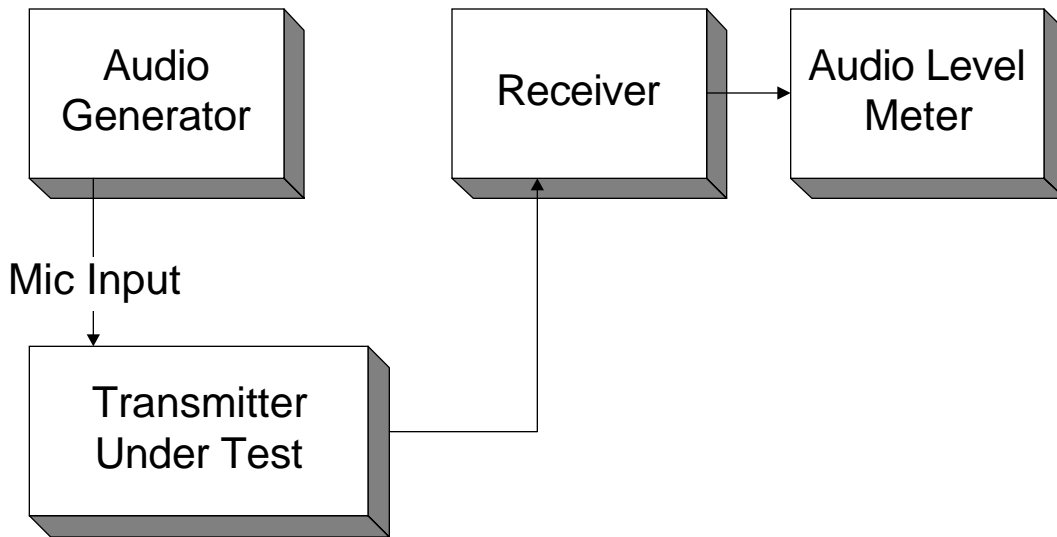 Audio
Generator
Receiver
Audio Level
Meter
Mic Input
Transmitter
Under Test